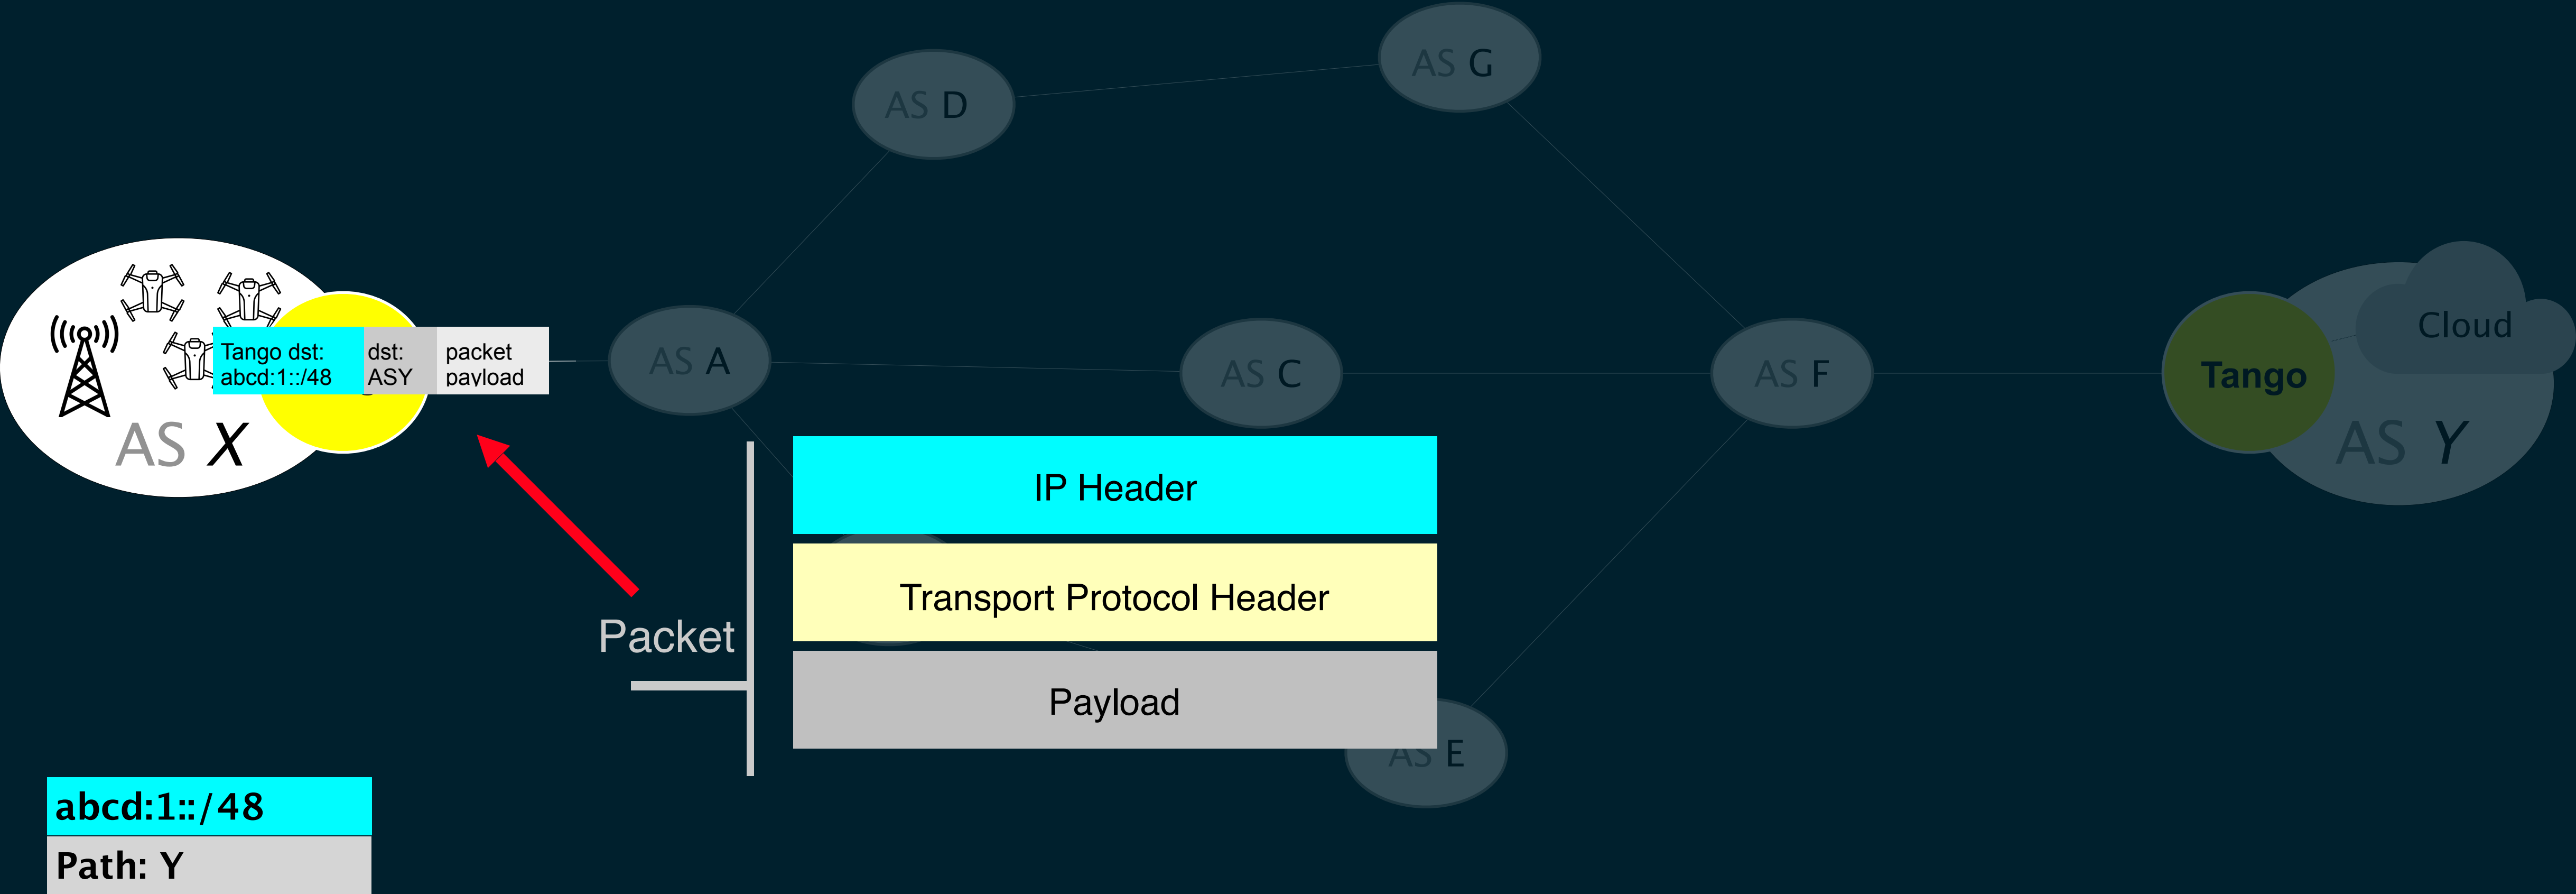 AS G
AS D
Cloud
Tango dst:
abcd:1::/48
dst:
ASY
packet
payload
AS A
AS C
AS F
Tango
AS X
AS Y
IP Header
Transport Protocol Header
Packet
Payload
AS E
abcd:1::/48
Path: Y